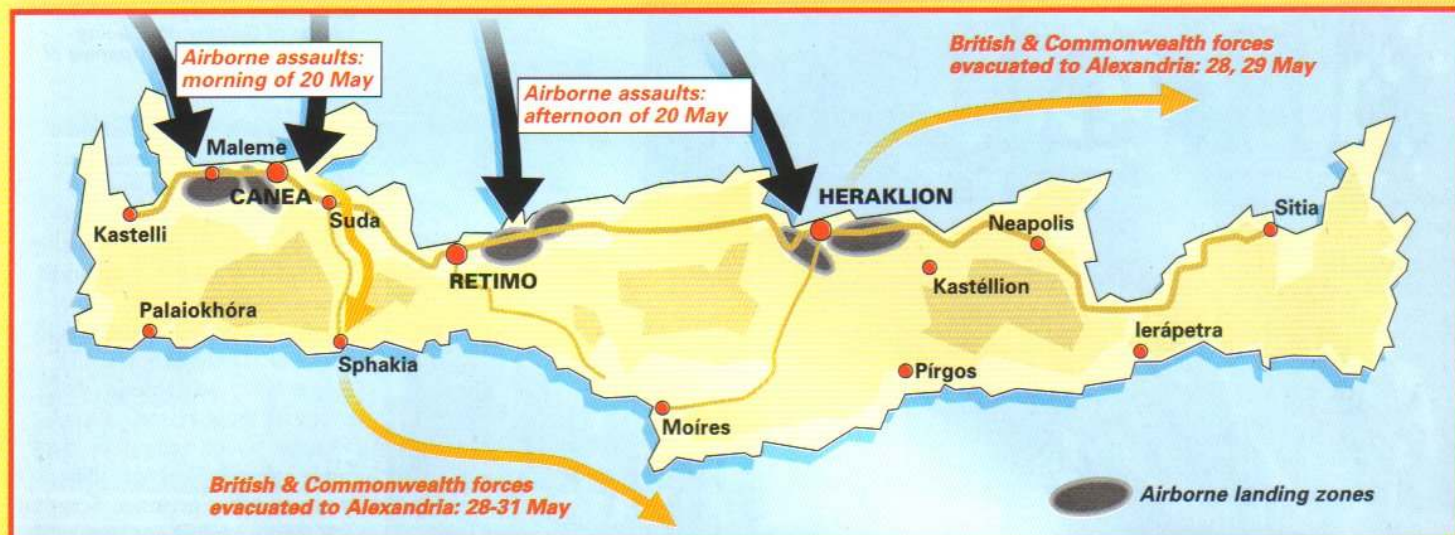 Airborne assaults:
morning of 20 May
Airborne assaults:
afternoon of 20 May
British & Commonwealth forces
evacuated to Alexandria: 28, 29 May
Maleme
CANEA
Suda
Kastelli
RETIMO
HERAKLION
Neapolis
Sitia
Kastéllion
Palaiokhóra
Sphakia
Ierápetra
Pírgos
Moíres
British & Commonwealth forces
evacuated to Alexandria: 28-31 May
Airborne landing zones